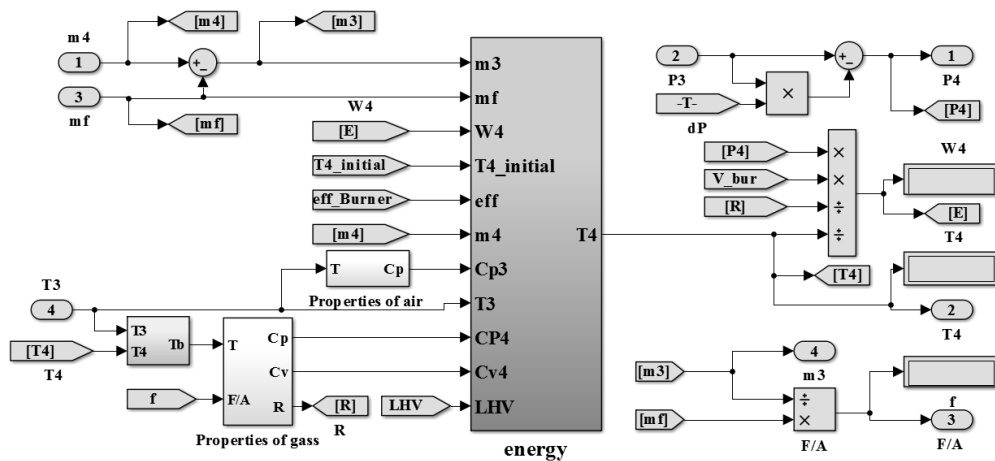 m4
1
[m4]
[m3]
+
-
3
mf
[mf]
W4
[E]
T4_initial
eff_Burner
[m4]
T
Cp
Properties of air
T3
4
[T4]
T4
T3
T4
Tb
f
T
F/A
Cp
Cv
R
Properties of gass
[R]
R
LHV
m3
mf
W4
T4_initial
eff
m4
Cp3
T3
CP4
Cv4
LHV
T4
energy
2
P3
-T-
dP
×
+
-
1
P4
[P4]
[P4]
V_bur
[R]
×
×
÷
÷
W4
[E]
T4
[T4]
2
T4
[m3]
[mf]
4
m3
÷
×
F/A
f
3
F/A